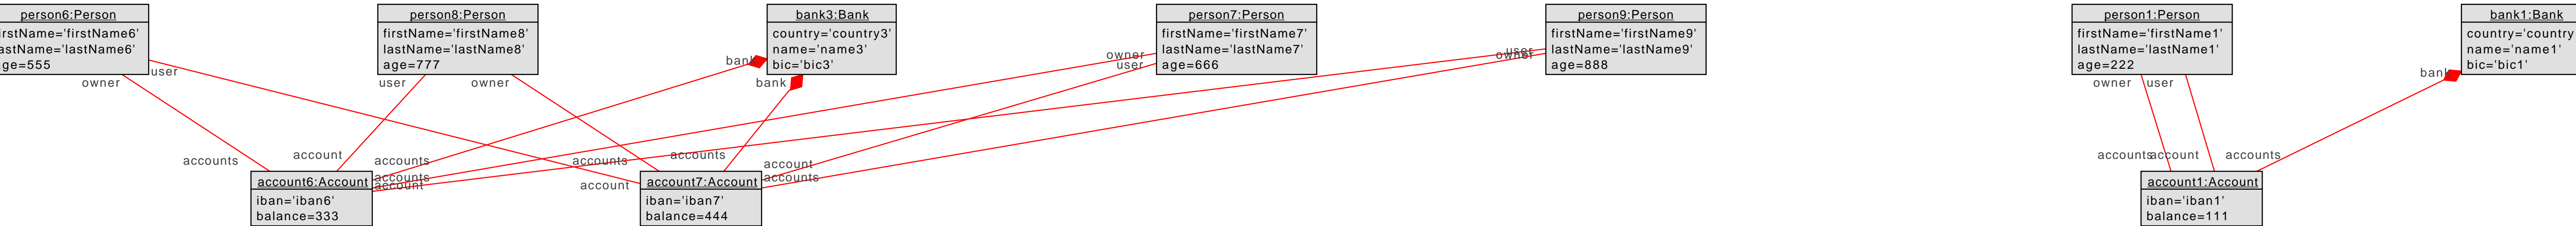 person6:Person
firstName='firstName6'
lastName='lastName6'
age=555
person8:Person
firstName='firstName8'
lastName='lastName8'
age=777
bank3:Bank
country='country3'
name='name3'
bic='bic3'
person7:Person
firstName='firstName7'
lastName='lastName7'
age=666
person9:Person
firstName='firstName9'
lastName='lastName9'
age=888
person1:Person
firstName='firstName1'
lastName='lastName1'
age=222
bank1:Bank
country='country
name='name1'
bic='bic1'
owner
user
user
owner
bank
bank
owner
user
user
owner
owner
user
bank
accounts
account
accounts
accounts
account
accounts
account
accounts
account
accounts
accounts
account
accounts
account6:Account
iban='iban6'
balance=333
account7:Account
iban='iban7'
balance=444
account1:Account
iban='iban1'
balance=111